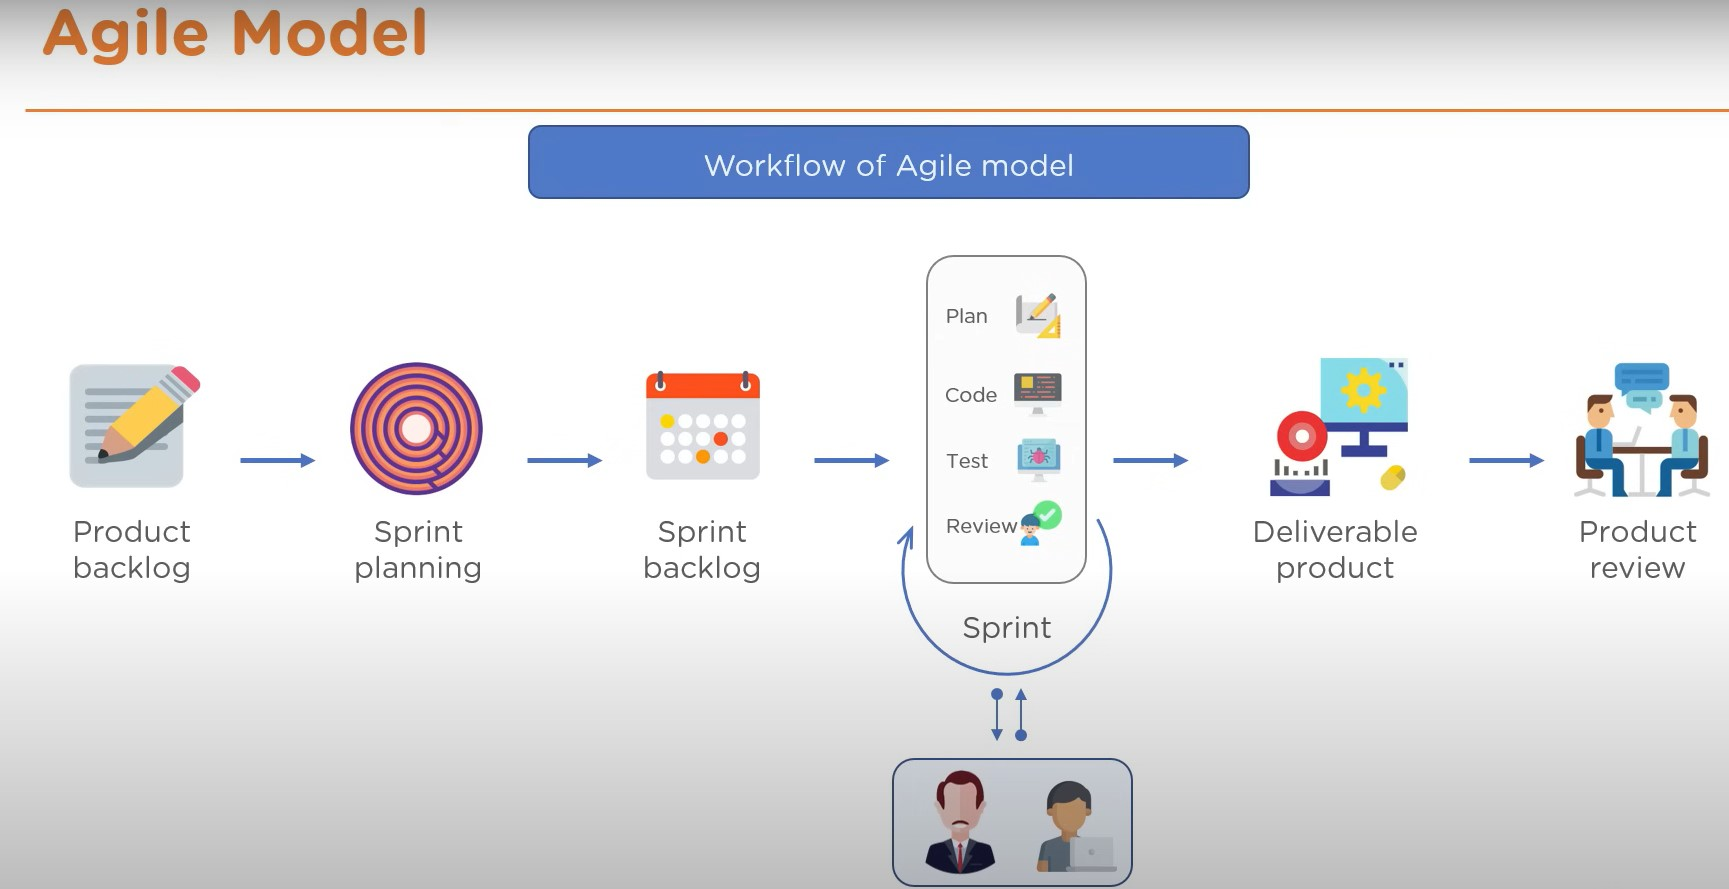 Agile Model
Workflow of Agile model
Plan
Code
Test
Review
Product
backlog
Sprint
planning
Sprint
backlog
Sprint
Deliverable
product
Product
review